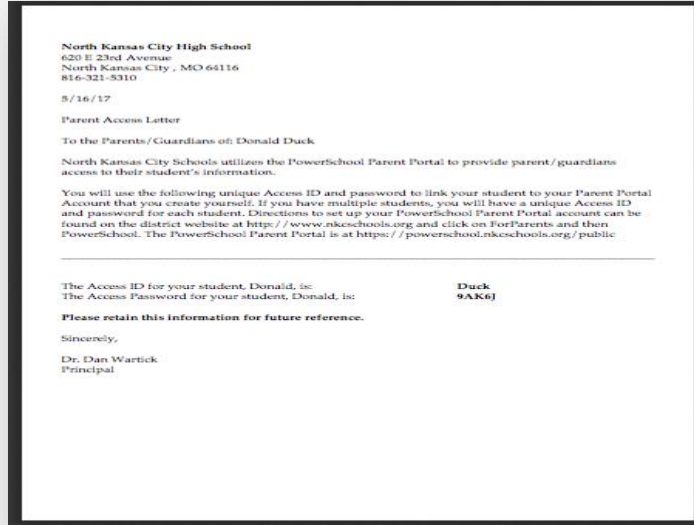 North Kansas City High School
620 E 23rd Avenue
North Kansas City , MO 64116
816-321-5310
5/16/17
Parent Access Letter
To the Parents/Guardians of: Donald Duck
North Kansas City Schools utilizes the PowerSchool Parent Portal to provide parent/guardians
access to their student's information.
You will use the following unique Access ID and password to link your student to your Parent Portal
Account that you create yourself. If you have multiple students, you will have a unique Access ID
and password for each student. Directions to set up your PowerSchool Parent Portal account can be
found on the district website at http://www.nkcschools.org and click on ForParents and then
PowerSchool. The PowerSchool Parent Portal is at https://powerschool.nkcschools.org/public
The Access ID for your student, Donald, is: Duck
The Access Password for your student, Donald, is: 9AK6J
Please retain this information for future reference.
Sincerely,
Dr. Dan Wartick
Principal